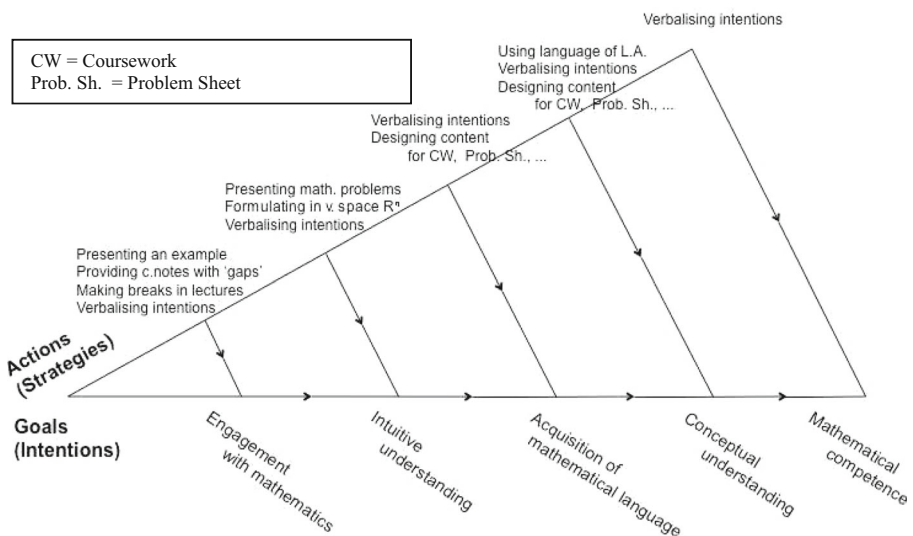 Verbalising intentions
CW = Coursework
Prob. Sh. = Problem Sheet
Using language of L.A.
Verbalising intentions
Designing content
for CW, Prob. Sh., ...
Verbalising intentions
Designing content
for CW, Prob. Sh., ...
Presenting math. problems
Formulating in v. space Rⁿ
Verbalising intentions
Presenting an example
Providing c.notes with 'gaps'
Making breaks in lectures
Verbalising intentions
Actions
(Strategies)
Goals
(Intentions)
Engagement
with mathematics
Intuitive
understanding
Acquisition of
mathematical language
Conceptual
understanding
Mathematical
competence